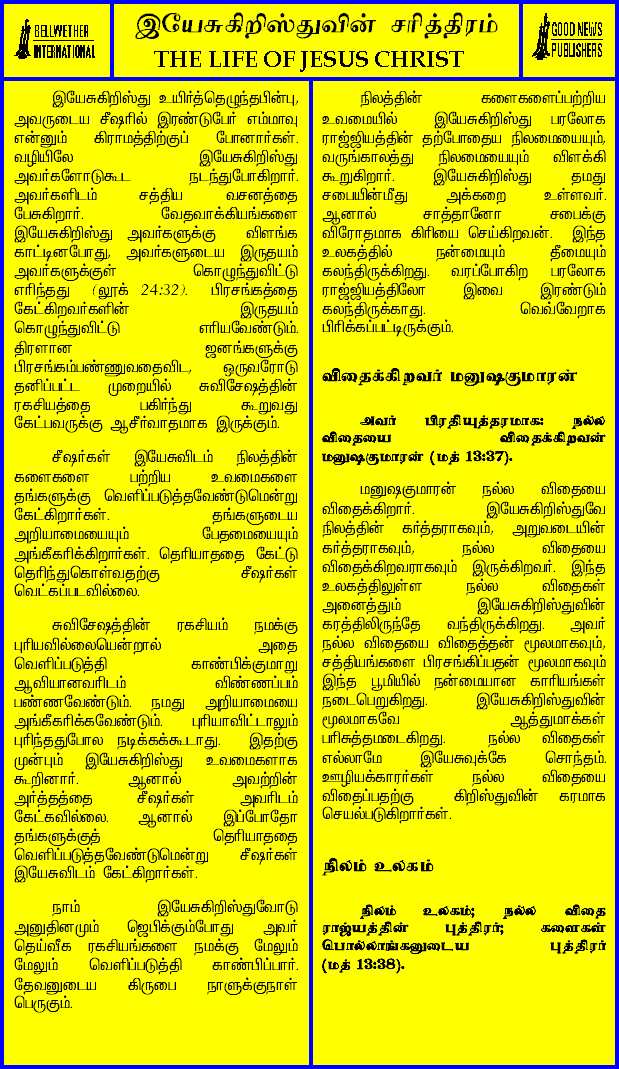 BELLWETHER
INTERNATIONAL
இயேசுகிறிஸ்துவின் சரித்திரம்
THE LIFE OF JESUS CHRIST
GOOD NEWS
PUBLISHERS
இயேசுகிறிஸ்து உயிர்த்தெழுந்தபின்பு,
அவருடைய சீஷரில் இரண்டுபேர் எம்மாவு
என்னும் கிராமத்திற்குப் போனார்கள்.
வழியிலே இயேசுகிறிஸ்து
அவர்களோடுகூட நடந்துபோகிறார்.
அவர்களிடம் சத்திய வசனத்தை
பேசுகிறார். வேதவாக்கியங்களை
இயேசுகிறிஸ்து அவர்களுக்கு விளங்க
காட்டினபோது, அவர்களுடைய இருதயம்
அவர்களுக்குள் கொழுந்துவிட்டு
எரிந்தது (லூக் 24:32). பிரசங்கத்தை
கேட்கிறவர்களின் இருதயம்
கொழுந்துவிட்டு எரியவேண்டும்.
திரளான ஜனங்களுக்கு
பிரசங்கம்பண்ணுவதைவிட, ஒருவரோடு
தனிப்பட்ட முறையில் சுவிசேஷத்தின்
ரகசியத்தை பகிர்ந்து கூறுவது
கேட்பவருக்கு ஆசீர்வாதமாக இருக்கும்.
சீஷர்கள் இயேசுவிடம் நிலத்தின்
களைகளை பற்றிய உவமைகளை
தங்களுக்கு வெளிப்படுத்தவேண்டுமென்று
கேட்கிறார்கள். தங்களுடைய
அறியாமையையும் பேதமையையும்
அங்கீகரிக்கிறார்கள். தெரியாததை கேட்டு
தெரிந்துகொள்வதற்கு சீஷர்கள்
வெட்கப்படவில்லை.
சுவிசேஷத்தின் ரகசியம் நமக்கு
புரியவில்லையென்றால் அதை
வெளிப்படுத்தி காண்பிக்குமாறு
ஆவியானவரிடம் விண்ணப்பம்
பண்ணவேண்டும். நமது அறியாமையை
அங்கீகரிக்கவேண்டும். புரியாவிட்டாலும்
புரிந்ததுபோல நடிக்கக்கூடாது. இதற்கு
முன்பும் இயேசுகிறிஸ்து உவமைகளாக
கூறினார். ஆனால் அவற்றின்
அர்த்தத்தை சீஷர்கள் அவரிடம்
கேட்கவில்லை. ஆனால் இப்போதோ
தங்களுக்குத் தெரியாததை
வெளிப்படுத்தவேண்டுமென்று சீஷர்கள்
இயேசுவிடம் கேட்கிறார்கள்.
நாம் இயேசுகிறிஸ்துவோடு
அனுதினமும் ஜெபிக்கும்போது அவர்
தெய்வீக ரகசியங்களை நமக்கு மேலும்
மேலும் வெளிப்படுத்தி காண்பிப்பார்.
தேவனுடைய கிருபை நாளுக்குநாள்
பெருகும்.
நிலத்தின் களைகளைப்பற்றிய
உவமையில் இயேசுகிறிஸ்து பரலோக
ராஜ்ஜியத்தின் தற்போதைய நிலமையையும்,
வருங்காலத்து நிலமையையும் விளக்கி
கூறுகிறார். இயேசுகிறிஸ்து தமது
சபையின்மீது அக்கறை உள்ளவர்.
ஆனால் சாத்தானோ சபைக்கு
விரோதமாக கிரியை செய்கிறவன். இந்த
உலகத்தில் நன்மையும் தீமையும்
கலந்திருக்கிறது. வரப்போகிற பரலோக
ராஜ்ஜியத்திலோ இவை இரண்டும்
கலந்திருக்காது. வெவ்வேறாக
பிரிக்கப்பட்டிருக்கும்.
விதைக்கிறவர் மனுஷகுமாரன்
அவர் பிரதியுத்தரமாக: நல்ல
விதையை விதைக்கிறவன்
மனுஷகுமாரன் (மத் 13:37).
மனுஷகுமாரன் நல்ல விதையை
விதைக்கிறார். இயேசுகிறிஸ்துவே
நிலத்தின் கர்த்தராகவும், அறுவடையின்
கர்த்தராகவும், நல்ல விதையை
விதைக்கிறவராகவும் இருக்கிறவர். இந்த
உலகத்திலுள்ள நல்ல விதைகள்
அனைத்தும் இயேசுகிறிஸ்துவின்
கரத்திலிருந்தே வந்திருக்கிறது. அவர்
நல்ல விதையை விதைத்தன் மூலமாகவும்,
சத்தியங்களை பிரசங்கிப்பதன் மூலமாகவும்
இந்த பூமியில் நன்மையான காரியங்கள்
நடைபெறுகிறது. இயேசுகிறிஸ்துவின்
மூலமாகவே ஆத்துமாக்கள்
பரிசுத்தமடைகிறது. நல்ல விதைகள்
எல்லாமே இயேசுவுக்கே சொந்தம்.
ஊழியக்காரர்கள் நல்ல விதையை
விதைப்பதற்கு கிறிஸ்துவின் கரமாக
செயல்படுகிறார்கள்.
நிலம் உலகம்
நிலம் உலகம்; நல்ல விதை
ராஜ்யத்தின் புத்திரர்; களைகள்
பொல்லாங்கனுடைய புத்திரர்
(மத் 13:38).